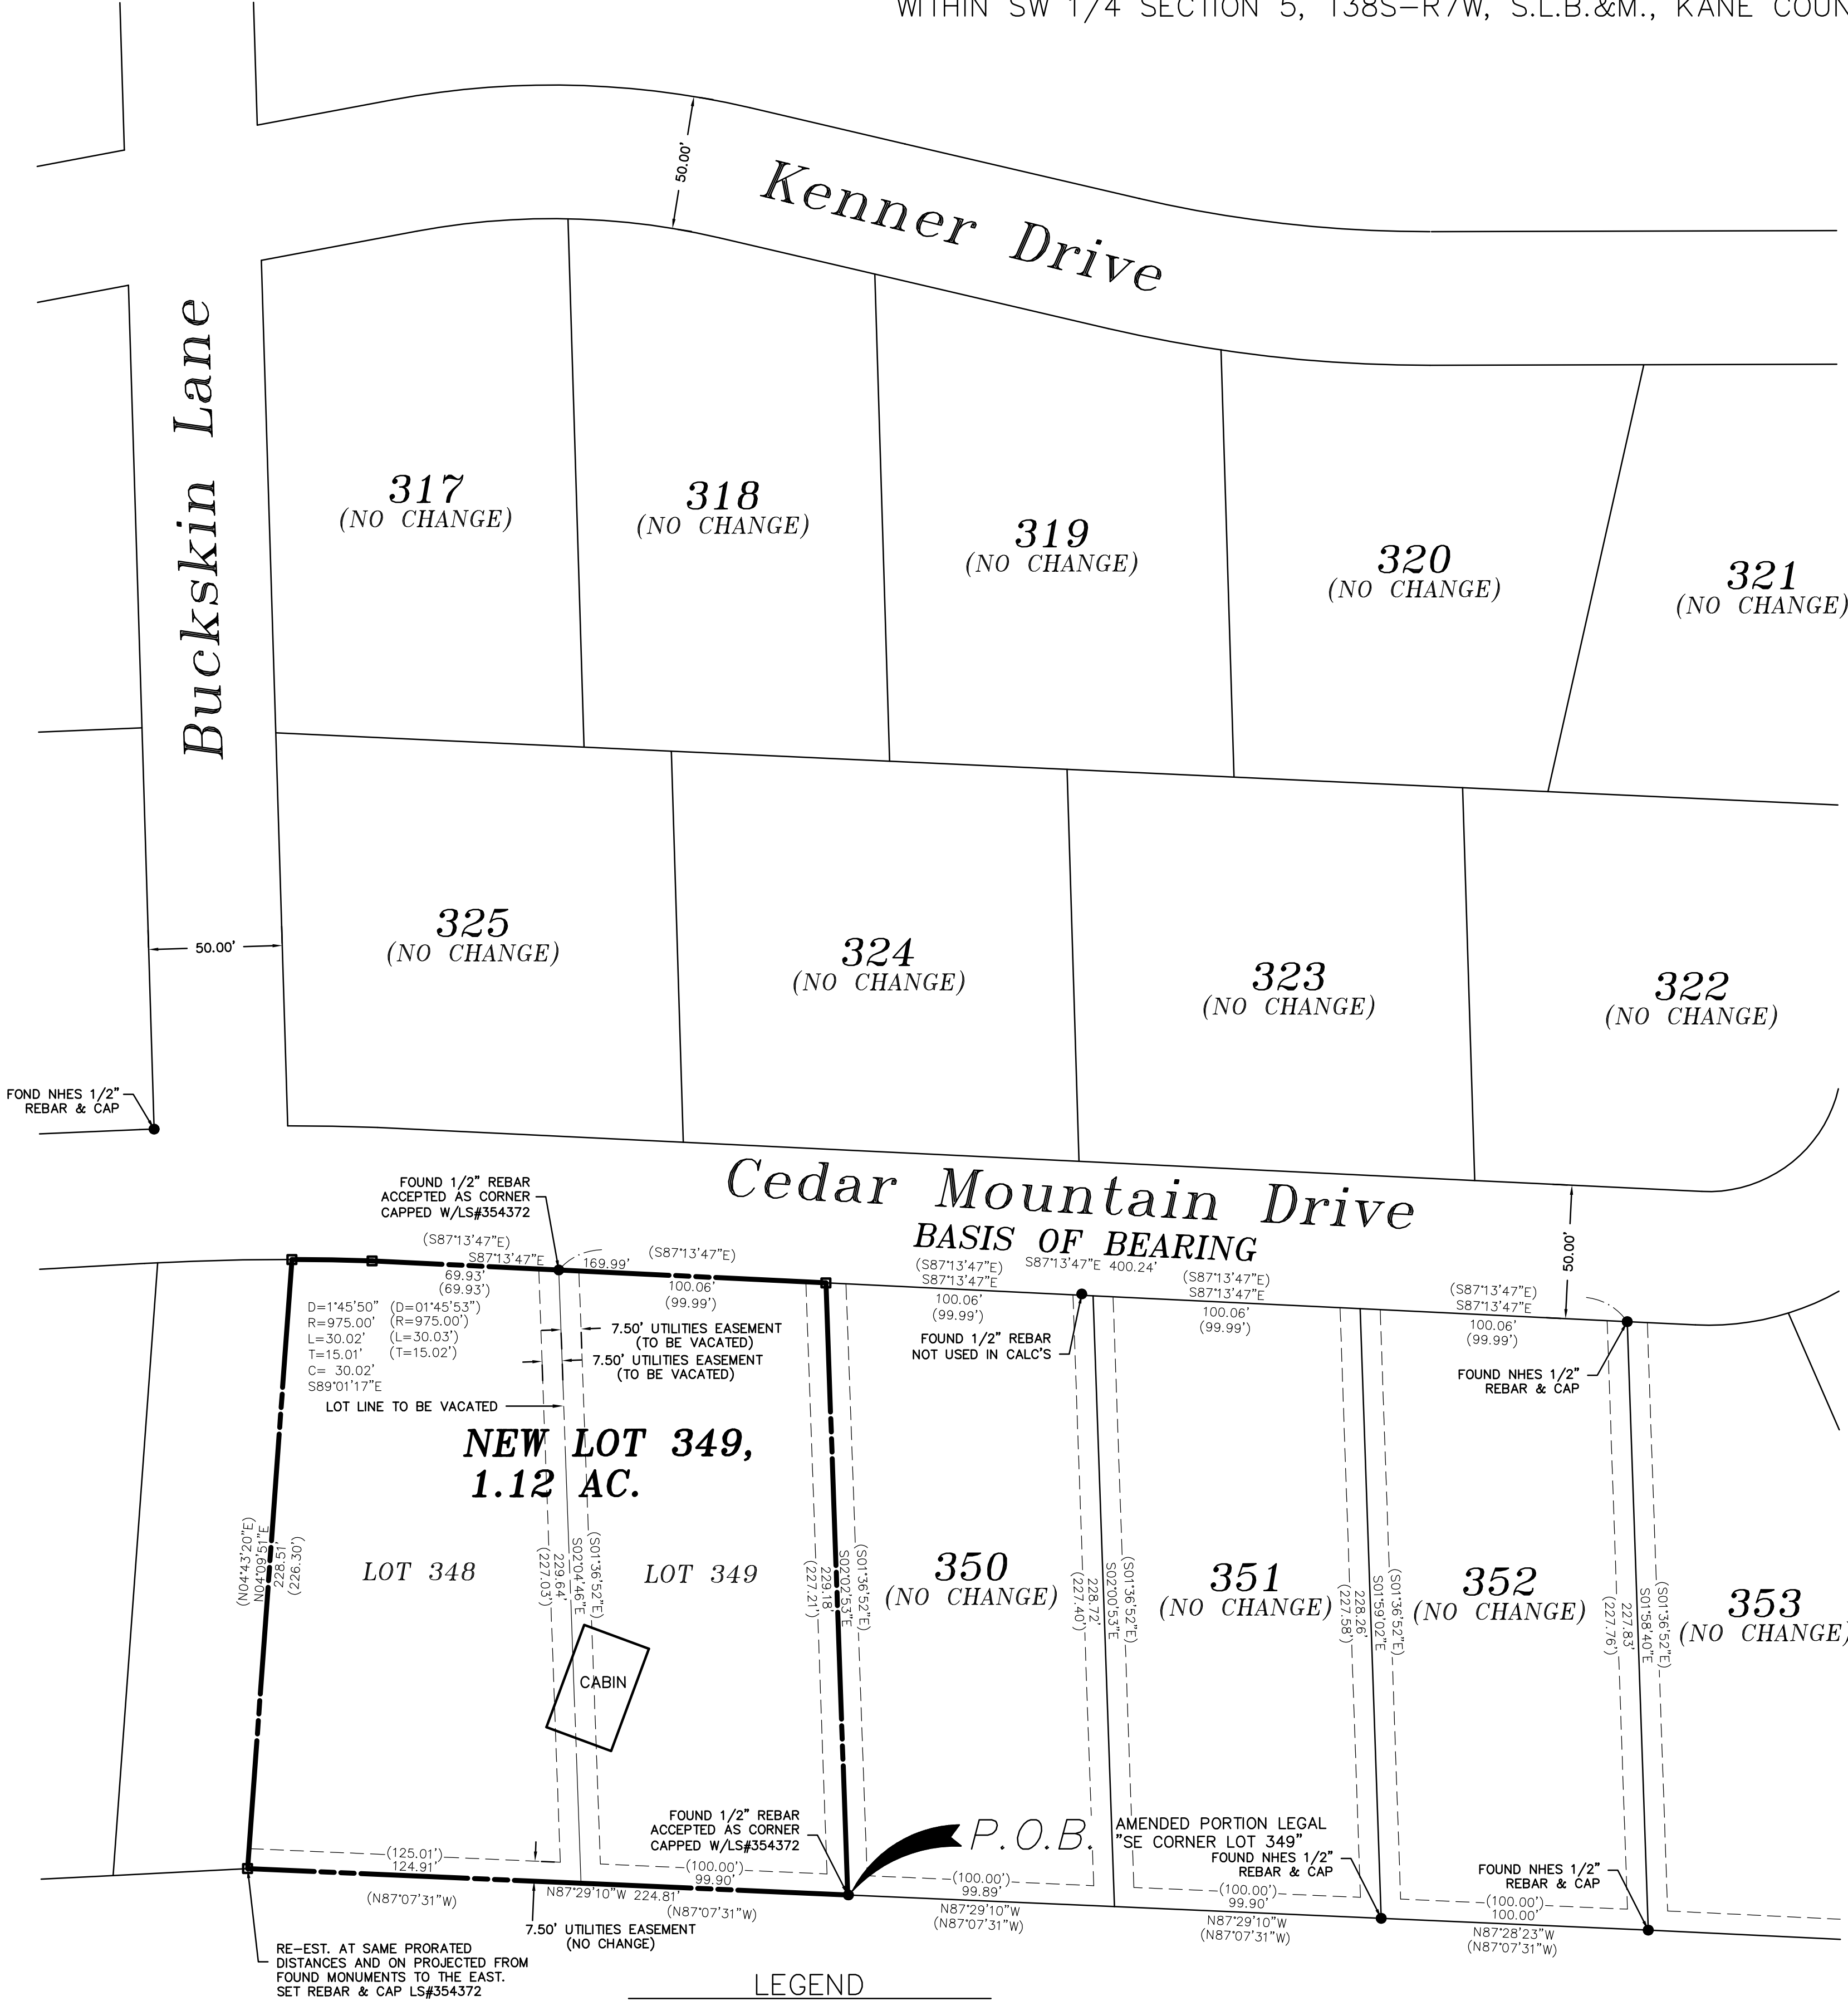 WITHIN SW 1/4 SECTION 5, T38S-R7W, S.L.B.&M., KANE COUN
50.00'
Kenner Drive
Buckskin Lane
317
(NO CHANGE)
318
(NO CHANGE)
319
(NO CHANGE)
320
(NO CHANGE)
321
(NO CHANGE)
325
(NO CHANGE)
324
(NO CHANGE)
323
(NO CHANGE)
322
(NO CHANGE)
50.00'
FOND NHES 1/2"
REBAR & CAP
Cedar Mountain Drive
BASIS OF BEARING
S87°13'47"E 400.24'
50.00'
FOUND 1/2" REBAR
ACCEPTED AS CORNER
CAPPED W/LS#354372
(S87°13'47"E)
S87°13'47"E
169.99'
(S87°13'47"E)
69.93'
(69.93')
100.06'
(99.99')
(S87°13'47"E)
S87°13'47"E
100.06'
(99.99')
(S87°13'47"E)
S87°13'47"E
100.06'
(99.99')
(S87°13'47"E)
S87°13'47"E
100.06'
(99.99')
D=1°45'50" (D=01°45'53")
R=975.00' (R=975.00')
L=30.02' (L=30.03')
T=15.01' (T=15.02')
C= 30.02'
S89°01'17"E
7.50' UTILITIES EASEMENT
(TO BE VACATED)
7.50' UTILITIES EASEMENT
(TO BE VACATED)
LOT LINE TO BE VACATED
FOUND 1/2" REBAR
NOT USED IN CALC'S
FOUND NHES 1/2"
REBAR & CAP
NEW LOT 349,
1.12 AC.
(N04°43'20"E)
N04°09'51"E
228.51'
(226.30')
LOT 348
(227.03')
229.64'
S02°04'46"E
(S01°36'52"E)
LOT 349
(227.21')
229.18'
S02°02'53"E
(S01°36'52"E)
350
(NO CHANGE)
(227.40')
228.72'
S02°00'53"E
(S01°36'52"E)
351
(NO CHANGE)
(227.58')
228.26'
S01°59'02"E
(S01°36'52"E)
352
(NO CHANGE)
(227.76')
227.83'
S01°58'40"E
(S01°36'52"E)
353
(NO CHANGE)
CABIN
FOUND 1/2" REBAR
ACCEPTED AS CORNER
CAPPED W/LS#354372
P.O.B.
AMENDED PORTION LEGAL
"SE CORNER LOT 349"
FOUND NHES 1/2"
REBAR & CAP
FOUND NHES 1/2"
REBAR & CAP
(125.01')
124.91'
(N87°07'31"W)
N87°29'10"W 224.81'
(100.00')
99.90'
(N87°07'31"W)
(100.00')
99.89'
N87°29'10"W
(N87°07'31"W)
(100.00')
99.90'
N87°29'10"W
(N87°07'31"W)
(100.00')
100.00'
N87°28'23"W
(N87°07'31"W)
7.50' UTILITIES EASEMENT
(NO CHANGE)
RE-EST. AT SAME PRORATED
DISTANCES AND ON PROJECTED FROM
FOUND MONUMENTS TO THE EAST.
SET REBAR & CAP LS#354372
LEGEND